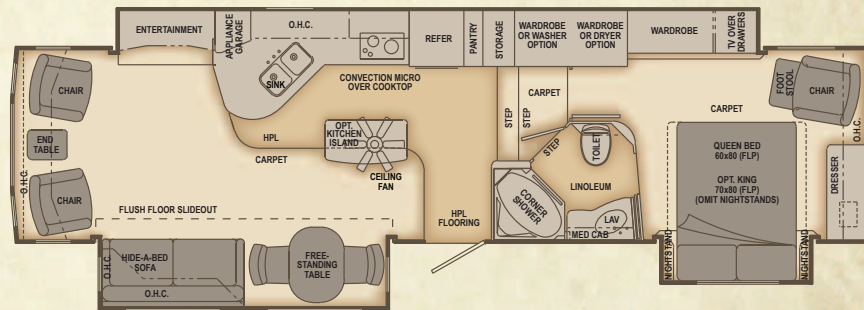 ENTERTAINMENT
APPLIANCE
GARAGE
O.H.C.
REFER
PANTRY
STORAGE
WARDROBE
OR WASHER
OPTION
WARDROBE
OR DRYER
OPTION
WARDROBE
TV OVER
DRAWERS
CHAIR
SINK
CONVECTION MICRO
OVER COOKTOP
CARPET
FOOT
STOOL
CHAIR
O.H.C.
END
TABLE
CHAIR
O.H.C.
HPL
CARPET
OPT.
KITCHEN
ISLAND
CEILING
FAN
STEP
STEP
STEP
TOILET
LINOLEUM
CORNER
SHOWER
LAV
MED CAB
HPL
FLOORING
CARPET
QUEEN BED
60x80 (FLP)
OPT. KING
70x80 (FLP)
(OMIT NIGHTSTANDS)
DRESSER
NIGHTSTAND
NIGHTSTAND
FLUSH FLOOR SLIDEOUT
O.H.C.
HIDE-A-BED
SOFA
O.H.C.
FREE-
STANDING
TABLE